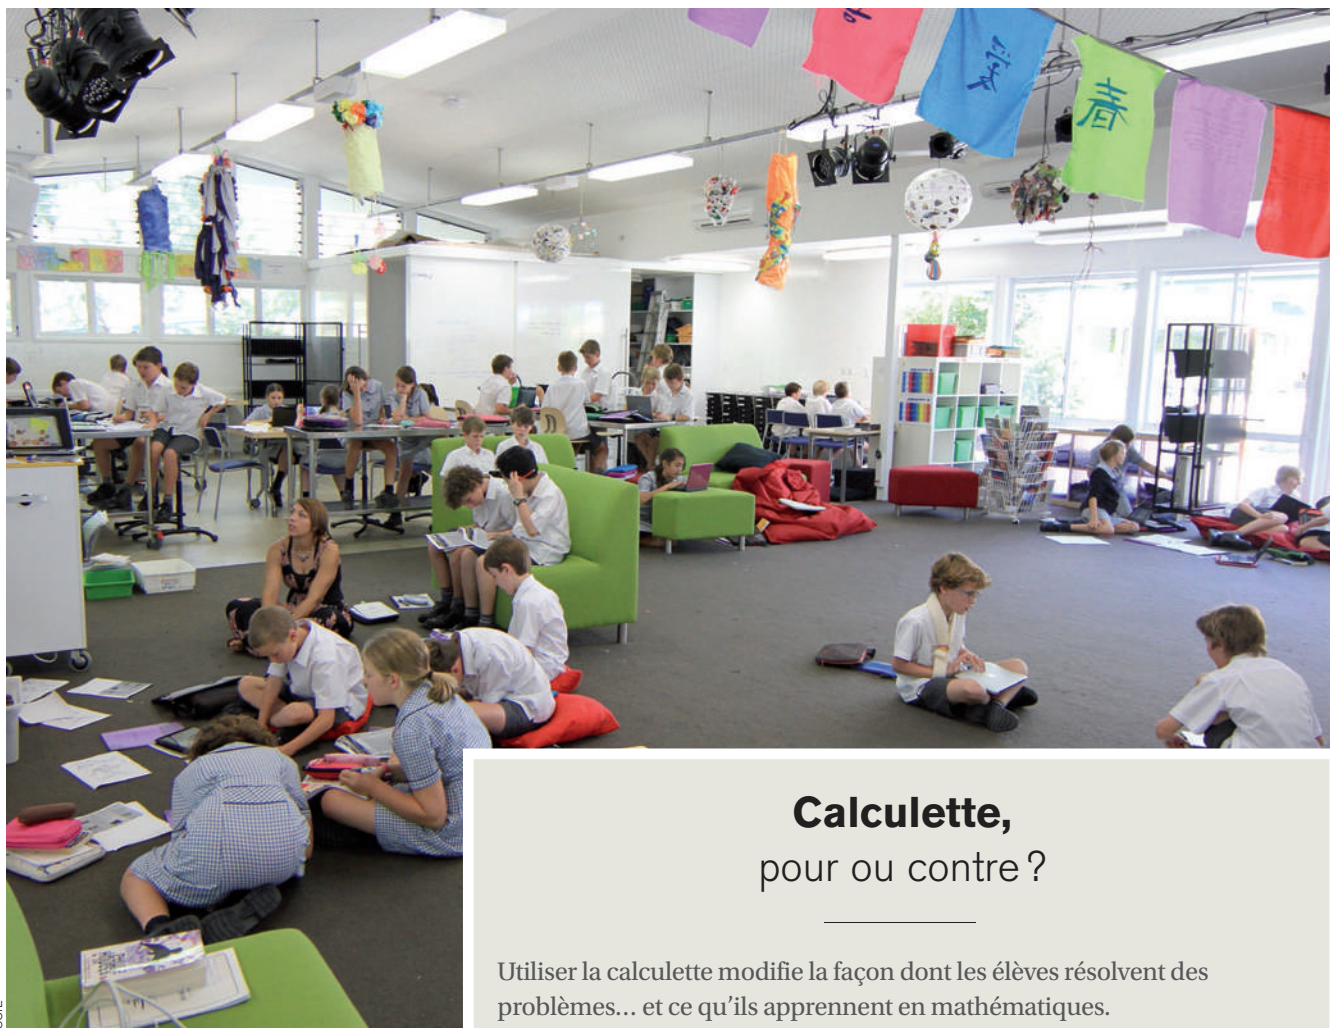 春
Calculette,
pour ou contre ?
Utiliser la calculette modifie la façon dont les élèves résolvent des
problèmes… et ce qu'ils apprennent en mathématiques.